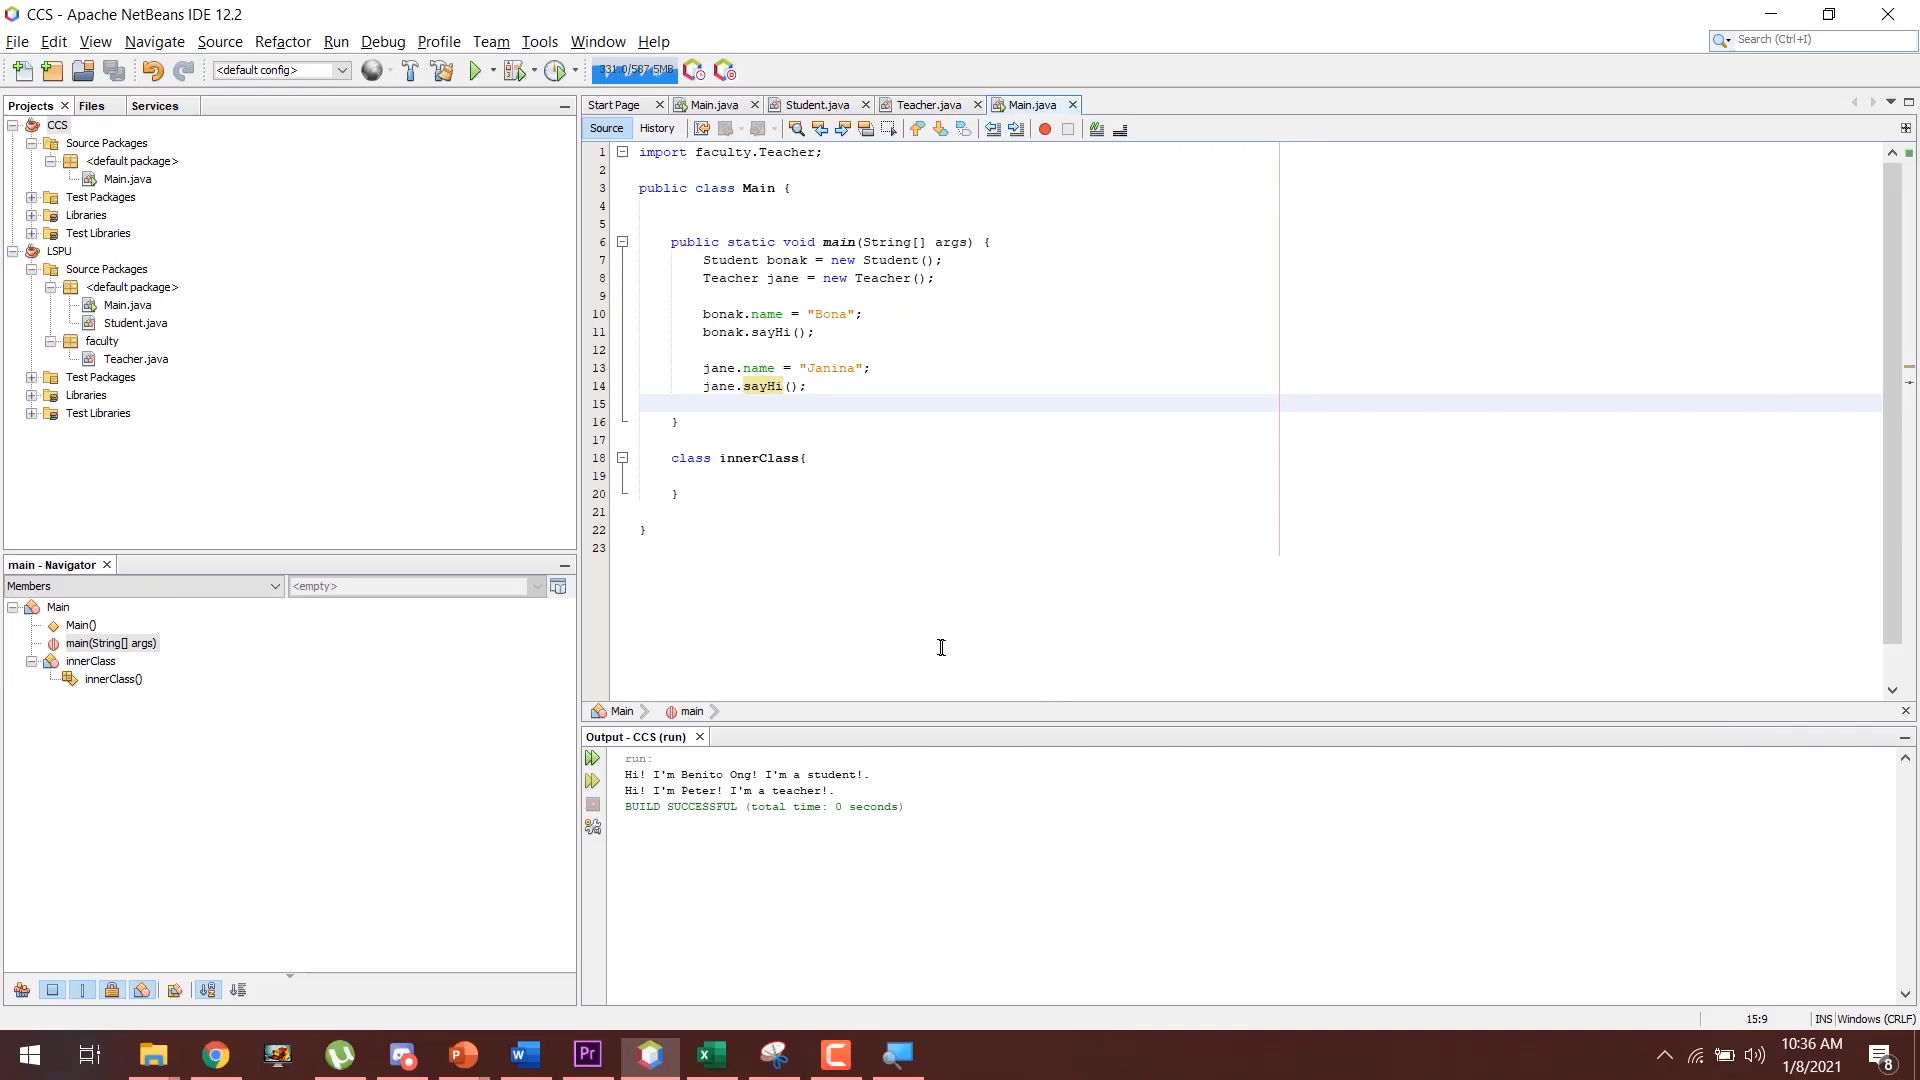 CCS - Apache NetBeans IDE 12.2
File Edit View Navigate Source Refactor Run Debug Profile Team Tools Window Help
Search (Ctrl+I)
<default config>
331.0/587.5MB
Projects Files Services
Start Page Main.java Student.java Teacher.java Main.java
Source History
CCS
Source Packages
<default package>
Main.java
Test Packages
Libraries
Test Libraries
LSPU
Source Packages
<default package>
Main.java
Student.java
faculty
Teacher.java
Test Packages
Libraries
Test Libraries
1 import faculty.Teacher;
2
3 public class Main {
4
5
6 public static void main(String[] args) {
7 Student bonak = new Student();
8 Teacher jane = new Teacher();
9
10 bonak.name = "Bona";
11 bonak.sayHi();
12
13 jane.name = "Janina";
14 jane.sayHi();
15
16 }
17
18 class innerClass{
19
20 }
21
22 }
23
main - Navigator
Members <empty>
Main
Main()
main(String[] args)
innerClass
innerClass()
Main main
Output - CCS (run)
run:
Hi! I'm Benito Ong! I'm a student!.
Hi! I'm Peter! I'm a teacher!.
BUILD SUCCESSFUL (total time: 0 seconds)
15:9 INS Windows (CRLF)
10:36 AM
1/8/2021
8